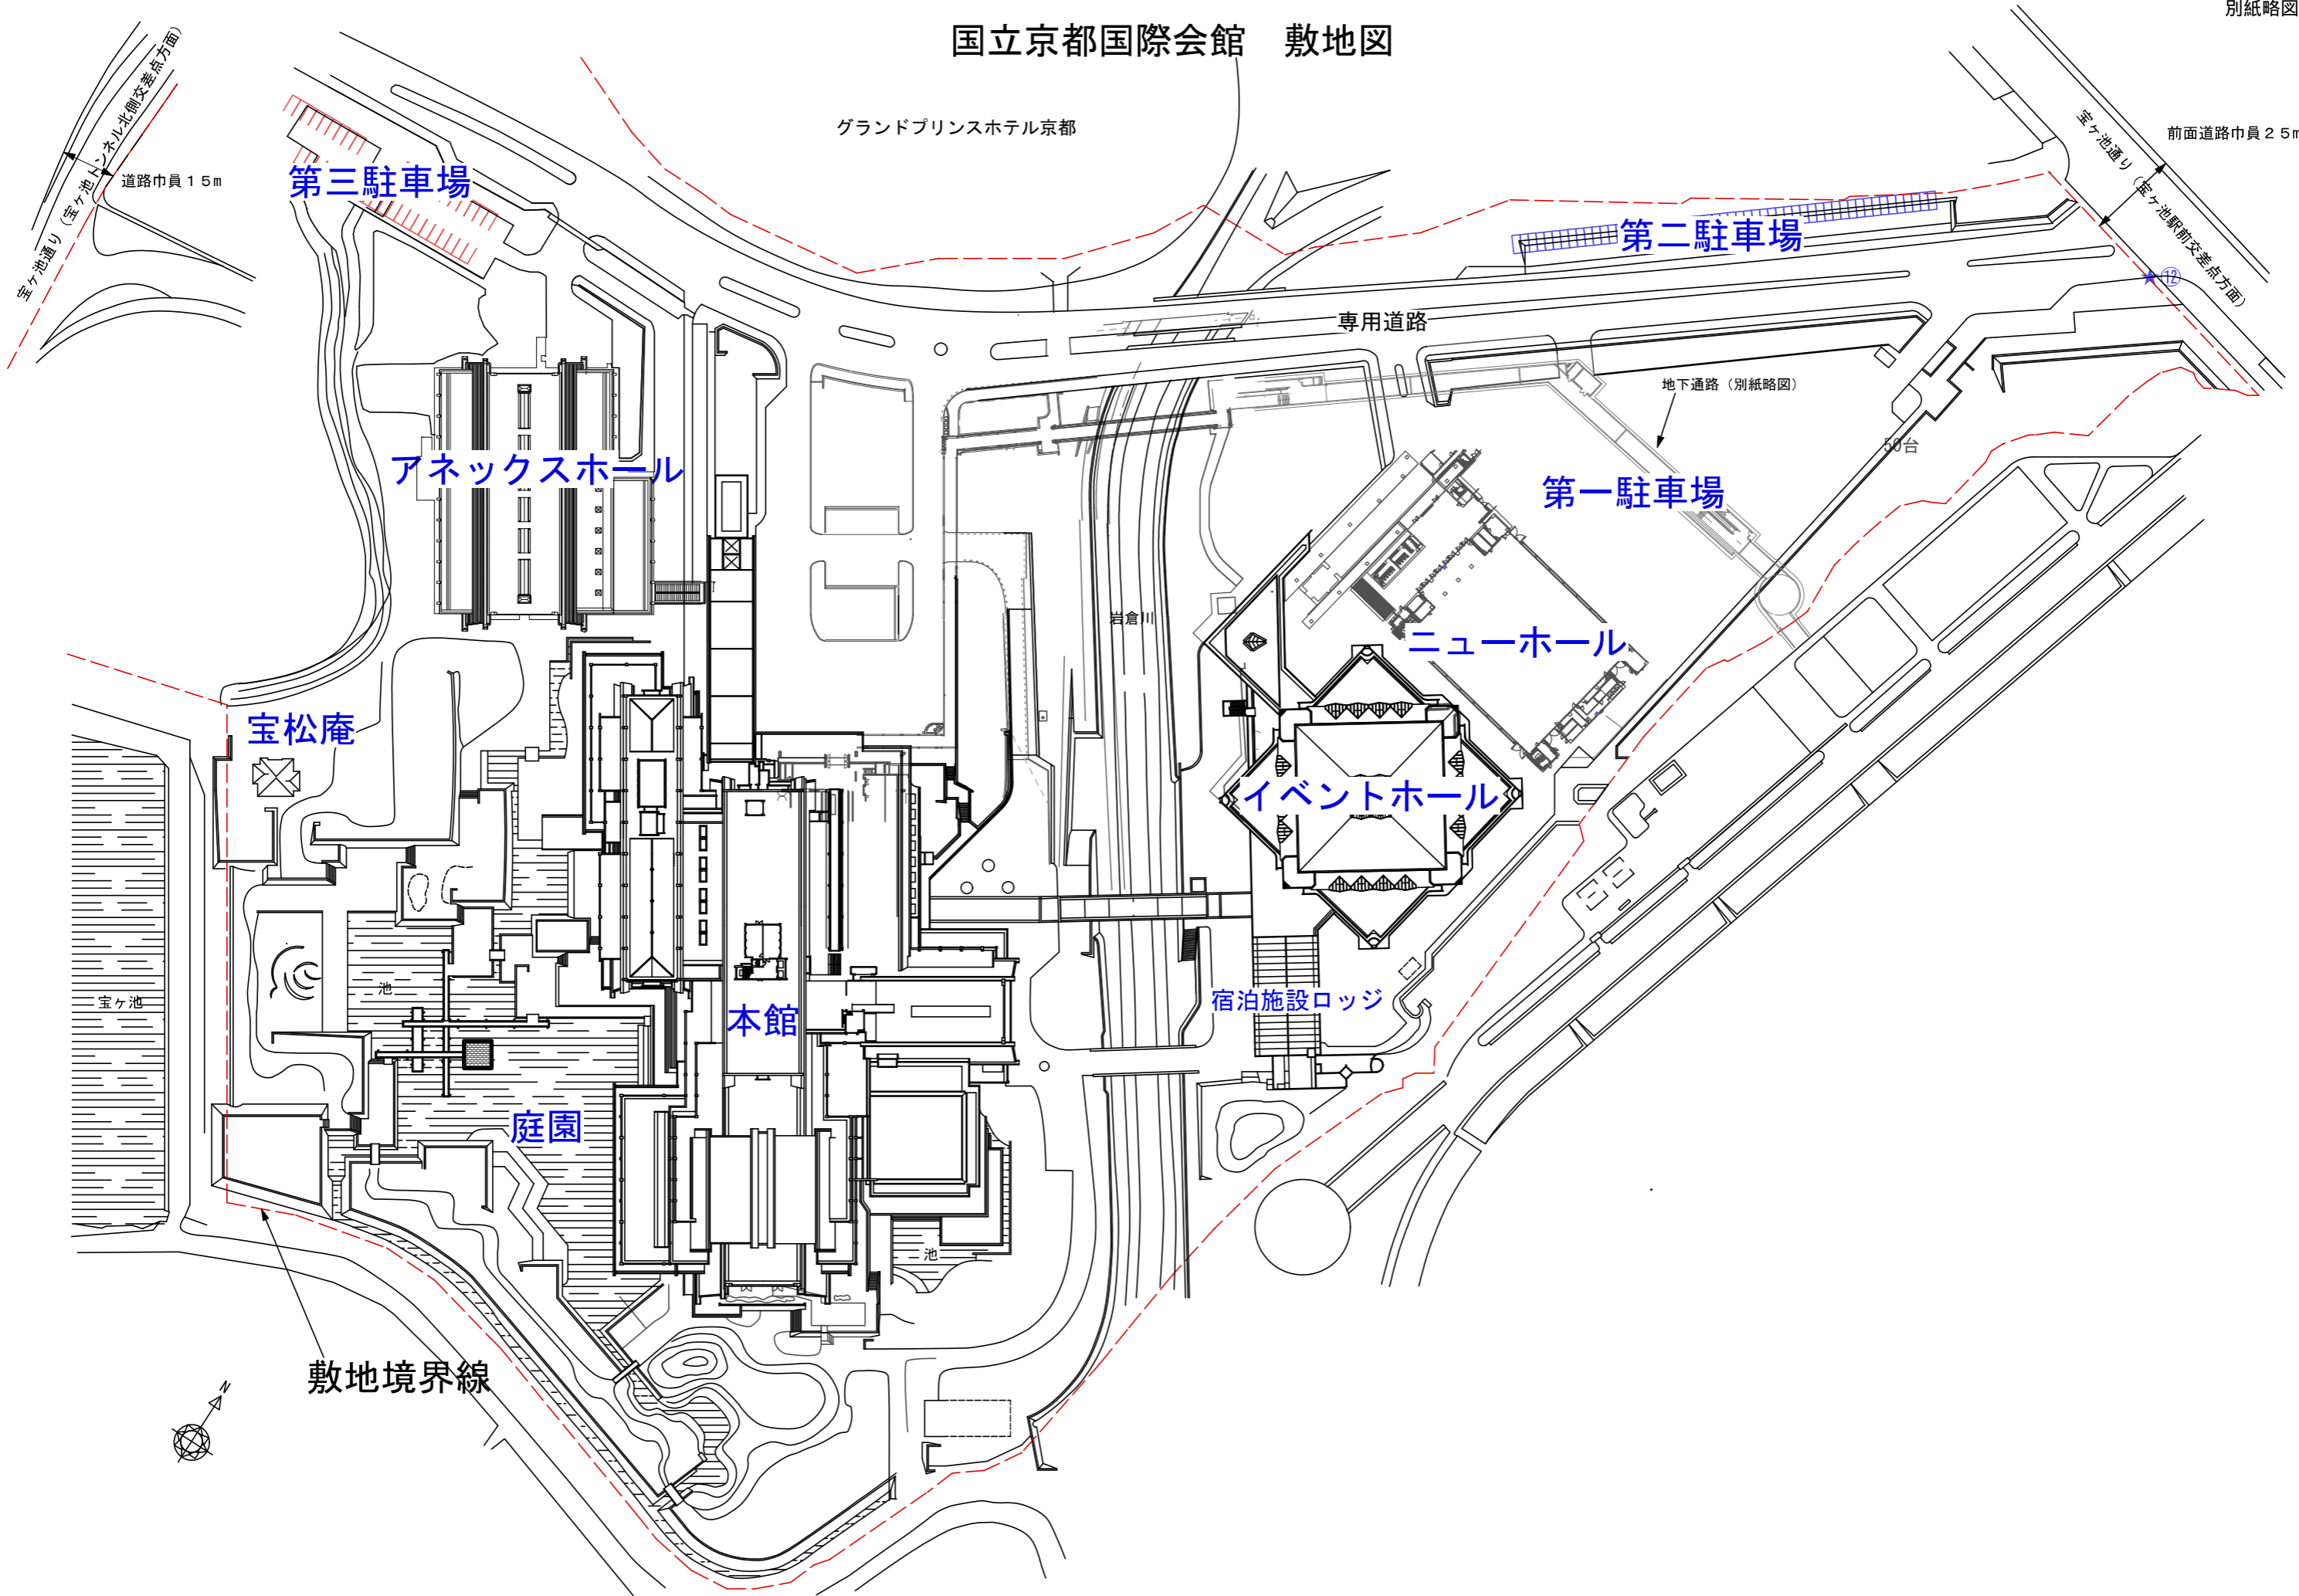 別紙略図
国立京都国際会館　敷地図
グランドプリンスホテル京都
宝ヶ池通り（宝ヶ池トンネル北側交差点方面）
道路巾員１５m
第三駐車場
宝ヶ池通り（宝ヶ池駅前交差点方面）
前面道路巾員２５m
第二駐車場
⑫
専用道路
地下通路（別紙略図）
50台
アネックスホール
第一駐車場
岩倉川
ニューホール
宝松庵
イベントホール
宝ヶ池
池
本館
宿泊施設ロッジ
庭園
池
敷地境界線
N